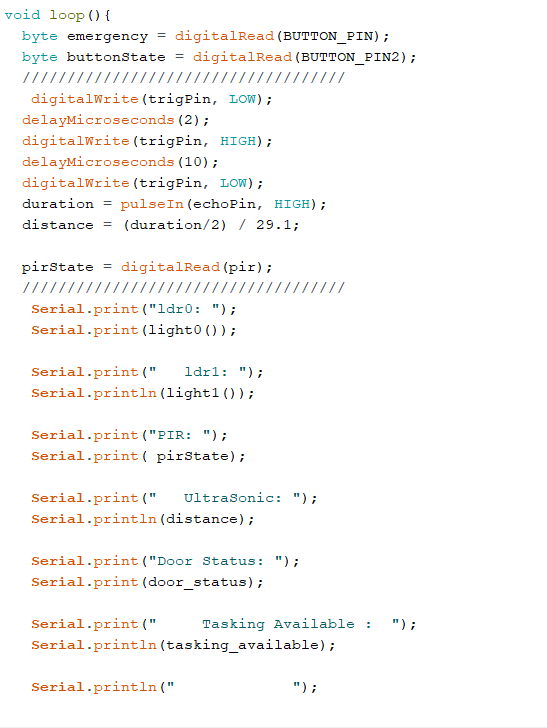 void loop(){
  byte emergency = digitalRead(BUTTON_PIN);
  byte buttonState = digitalRead(BUTTON_PIN2);
  ////////////////////////////////////
   digitalWrite(trigPin, LOW);
  delayMicroseconds(2);
  digitalWrite(trigPin, HIGH);
  delayMicroseconds(10);
  digitalWrite(trigPin, LOW);
  duration = pulseIn(echoPin, HIGH);
  distance = (duration/2) / 29.1;

  pirState = digitalRead(pir);
  ////////////////////////////////////
   Serial.print("ldr0: ");
   Serial.print(light0());

   Serial.print("   ldr1: ");
   Serial.println(light1());

   Serial.print("PIR: ");
   Serial.print( pirState);

   Serial.print("   UltraSonic: ");
   Serial.println(distance);

   Serial.print("Door Status: ");
   Serial.print(door_status);

   Serial.print("     Tasking Available :  ");
   Serial.println(tasking_available);

   Serial.println("             ");